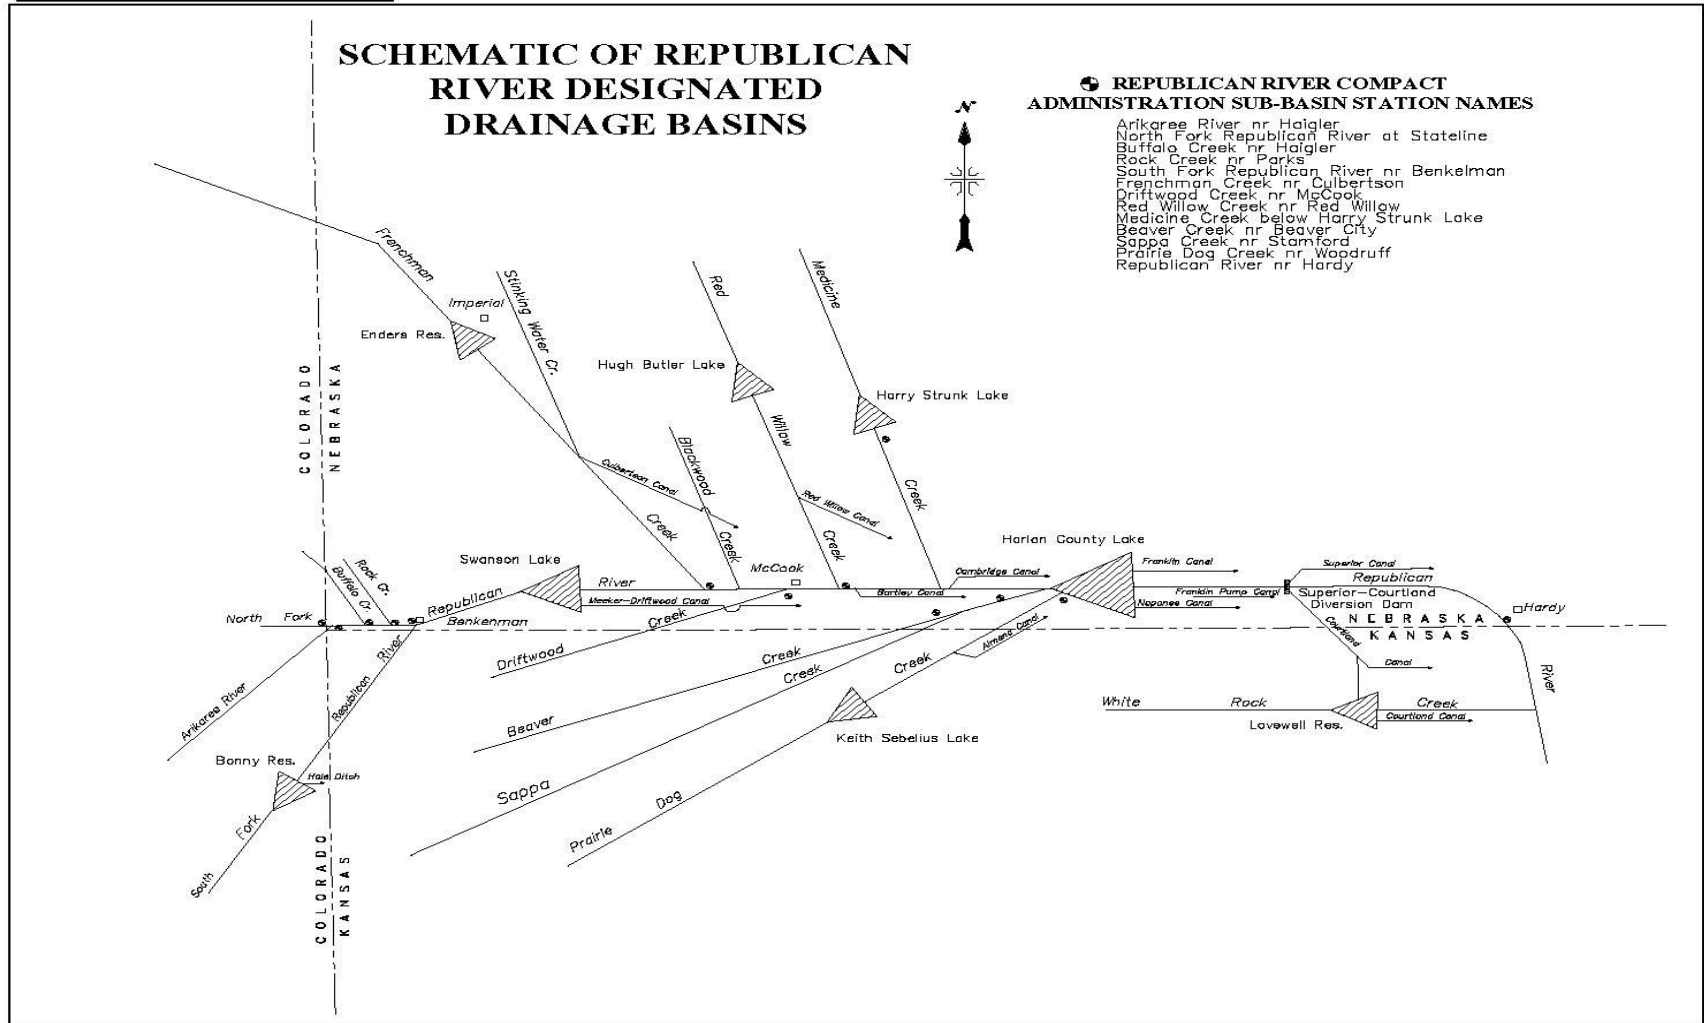 SCHEMATIC OF REPUBLICAN
RIVER DESIGNATED
DRAINAGE BASINS
REPUBLICAN RIVER COMPACT
ADMINISTRATION SUB-BASIN STATION NAMES
Arikaree River nr Haigler
North Fork Republican River at Stateline
Buffalo Creek nr Haigler
Rock Creek nr Parks
South Fork Republican River nr Benkelman
Frenchman Creek nr Culbertson
Driftwood Creek nr McCook
Red Willow Creek nr Red Willow
Medicine Creek below Harry Strunk Lake
Beaver Creek nr Beaver City
Sappa Creek nr Stamford
Prairie Dog Creek nr Woodruff
Republican River nr Hardy
N
Frenchman
Imperial
Enders Res.
Stinking Water Cr.
Red
Medicine
Hugh Butler Lake
Harry Strunk Lake
COLORADO
NEBRASKA
Willow
Blackwood
Culbertson Canal
Red Willow Canal
Creek
Creek
Creek
Creek
Swanson Lake
McCook
Harlan County Lake
Rock Cr.
Buffalo Cr.
River
Republican
Meeker-Driftwood Canal
Cambridge Canal
Bartley Canal
Franklin Canal
Franklin Pump Canal
Naponee Canal
Superior Canal
Republican
Superior-Courtland
Diversion Dam
Hardy
North Fork
Benkenman
NEBRASKA
KANSAS
Courtland
Canal
River
Creek
Driftwood
Creek
Creek
Creek
Almena Canal
River
Republican
Arikaree River
Beaver
White Rock Creek
Courtland Canal
Lovewell Res.
Keith Sebelius Lake
Bonny Res.
Hale Ditch
Sappa
Dog
Prairie
Fork
South
COLORADO
KANSAS